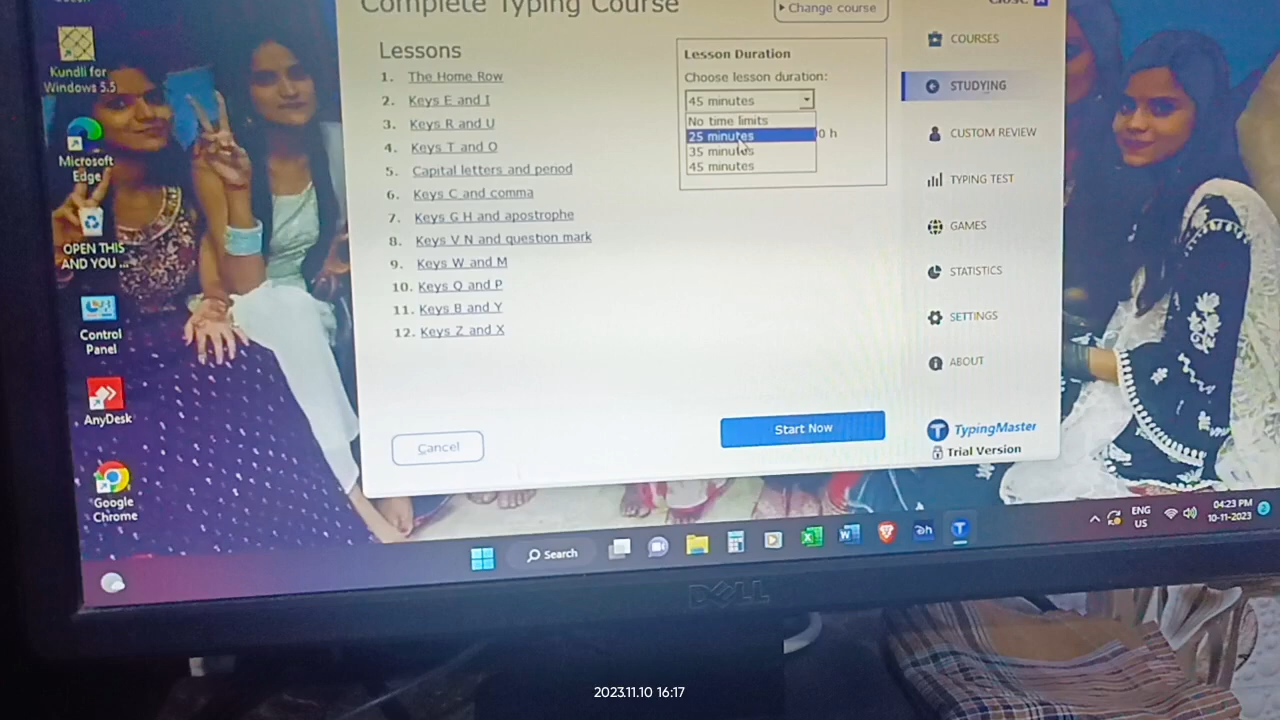 Complete Typing Course
Change course
Lessons
1. The Home Row
2. Keys E and I
3. Keys R and U
4. Keys T and O
5. Capital letters and period
6. Keys C and comma
7. Keys G H and apostrophe
8. Keys V N and question mark
9. Keys W and M
10. Keys Q and P
11. Keys B and Y
12. Keys Z and X
Lesson Duration
Choose lesson duration:
45 minutes
No time limits
25 minutes
35 minutes
45 minutes
0 h
Cancel
Start Now
Close X
COURSES
STUDYING
CUSTOM REVIEW
TYPING TEST
GAMES
STATISTICS
SETTINGS
ABOUT
TypingMaster
Trial Version
Kundli for
Windows 5.5
Microsoft
Edge
OPEN THIS
AND YOU ...
Control
Panel
AnyDesk
Google
Chrome
Search
ENG
US
04:23 PM
10-11-2023
2
DELL
2023.11.10 16:17